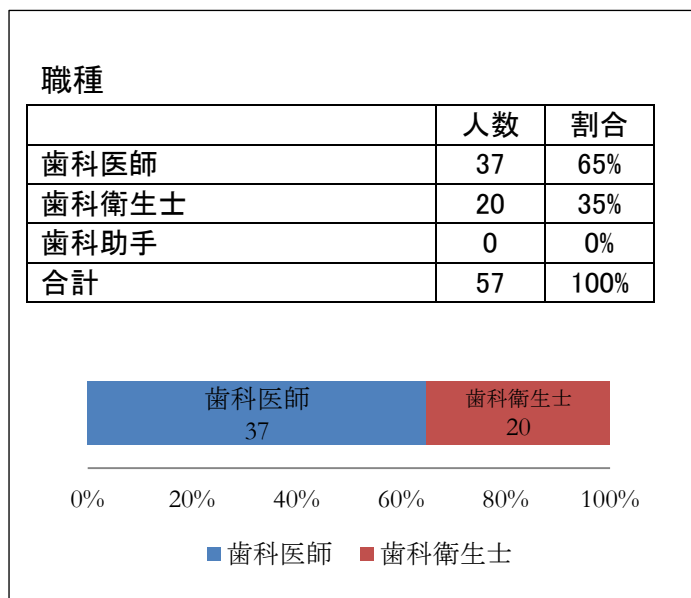 職種
人数 割合
歯科医師 37 65%
歯科衛生士 20 35%
歯科助手 0 0%
合計 57 100%
歯科医師 歯科衛生士
37 20
0% 20% 40% 60% 80% 100%
歯科医師 歯科衛生士